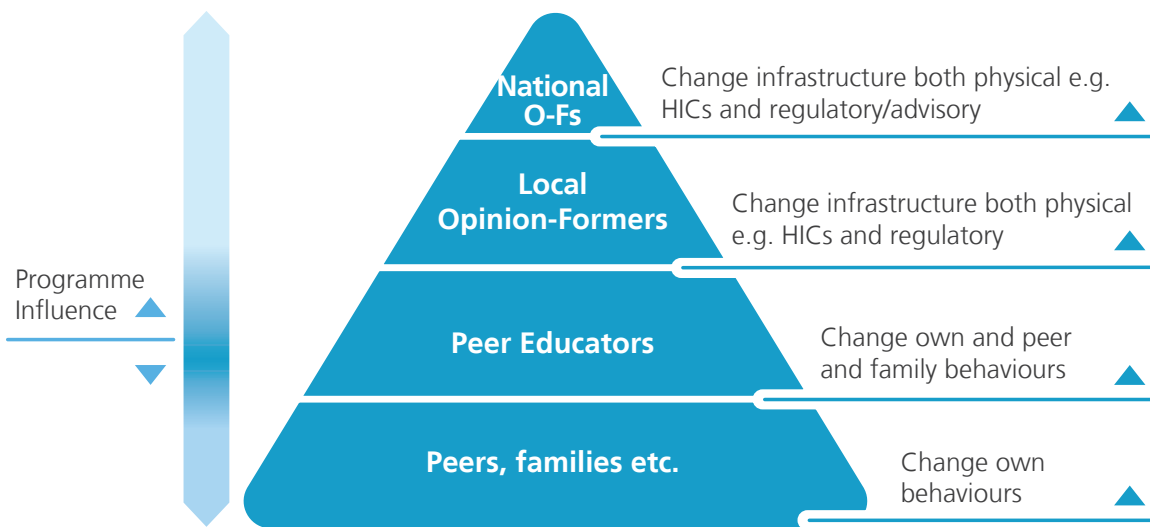 National
O-Fs
Change infrastructure both physical e.g.
HICs and regulatory/advisory
Local
Opinion-Formers
Change infrastructure both physical
e.g. HICs and regulatory
Programme
Influence
Peer Educators
Change own and peer
and family behaviours
Peers, families etc.
Change own
behaviours